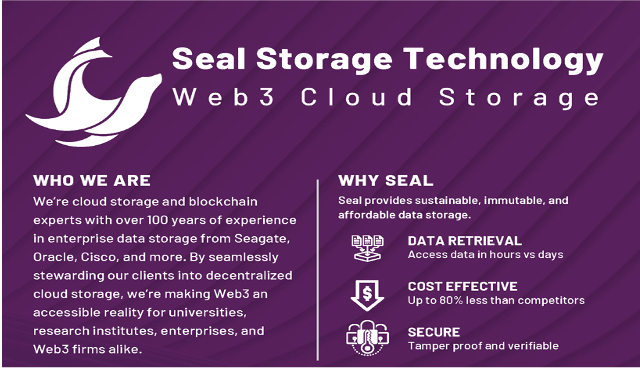 Seal Storage Technology
Web3 Cloud Storage
WHO WE ARE
We're cloud storage and blockchain
experts with over 100 years of experience
in enterprise data storage from Seagate,
Oracle, Cisco, and more. By seamlessly
stewarding our clients into decentralized
cloud storage, we're making Web3 an
accessible reality for universities,
research institutes, enterprises, and
Web3 firms alike.
WHY SEAL
Seal provides sustainable, immutable, and
affordable data storage.
DATA RETRIEVAL
Access data in hours vs days
COST EFFECTIVE
Up to 80% less than competitors
SECURE
Tamper proof and verifiable